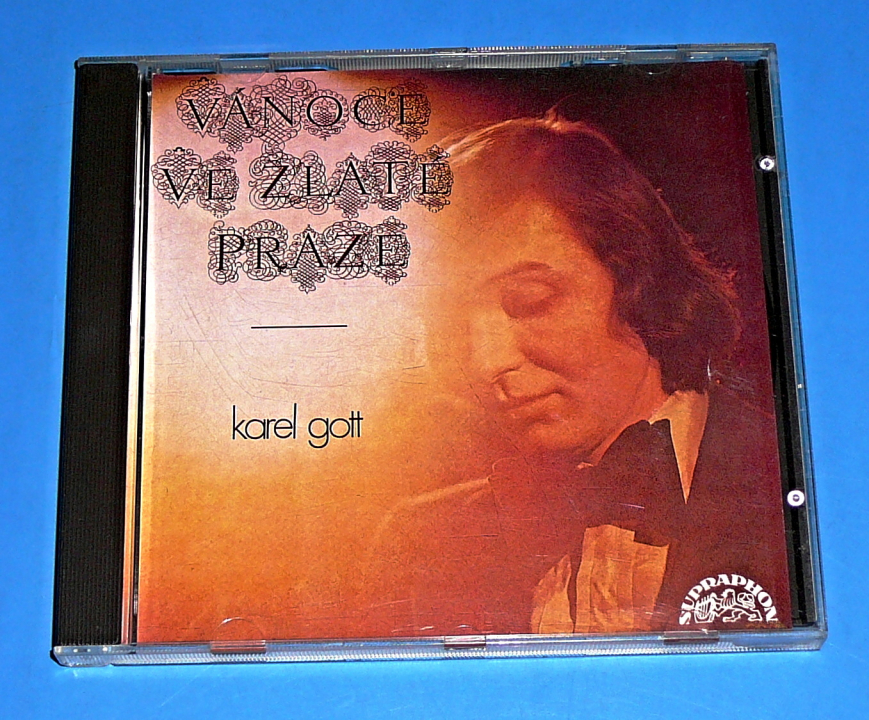 VÁNOCE
VE ZLATÉ
PRAZE
karel gott
SUPRAPHON